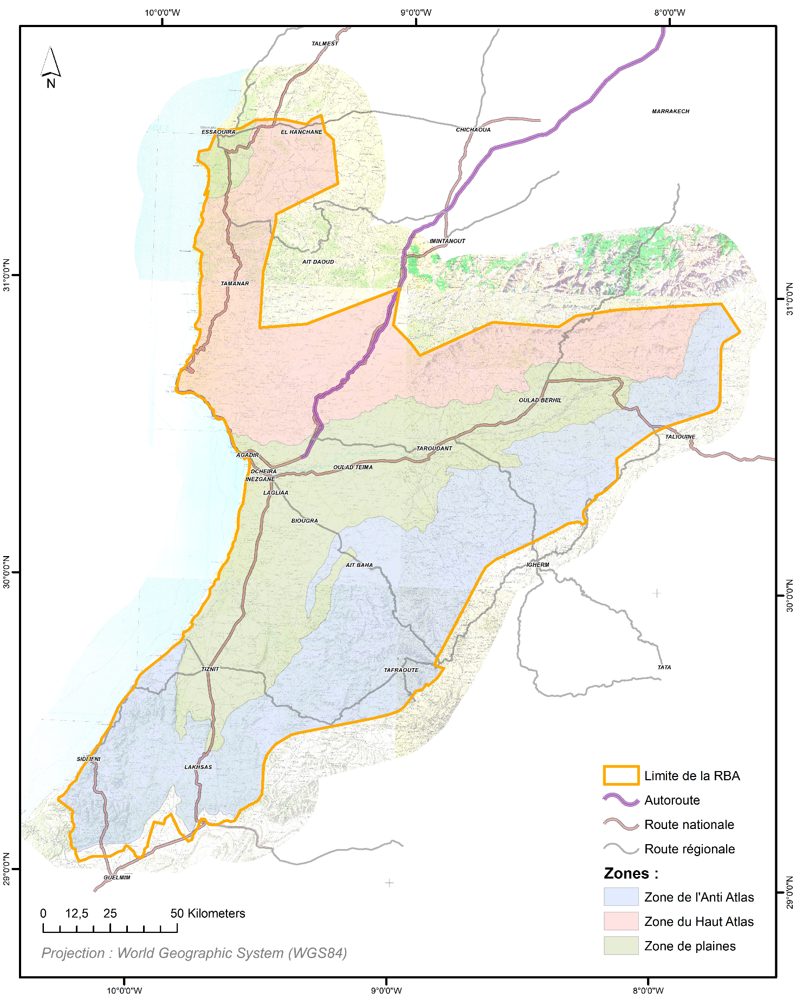 10°0'0"W
9°0'0"W
8°0'0"W
TALMEST
N
MARRAKECH
ESSAOUIRA
EL HANCHANE
CHICHAOUA
IMINTANOUT
AIT DAOUD
31°0'0"N
TAMANAR
31°0'0"N
OULAD BERHIL
TALIOUINE
TAROUDANT
AGADIR
OULAD TEIMA
DCHEIRA
INEZGANE
LAGLIAA
BIOUGRA
30°0'0"N
AIT BAHA
IGHERM
30°0'0"N
TATA
TIZNIT
TAFRAOUTE
SIDI IFNI
LAKHSAS
Limite de la RBA
Autoroute
Route nationale
Route régionale
29°0'0"N
GUELMIM
Zones :
29°0'0"N
Zone de l'Anti Atlas
Zone du Haut Atlas
Zone de plaines
0 12,5 25 50 Kilometers
Projection : World Geographic System (WGS84)
10°0'0"W
9°0'0"W
8°0'0"W